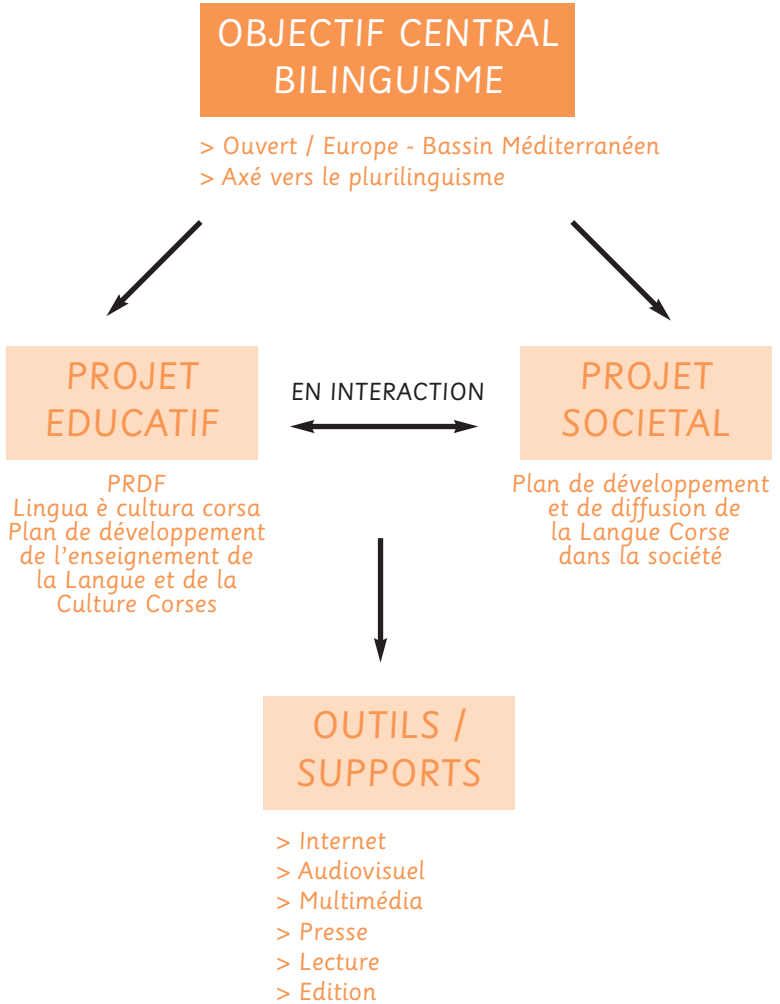 OBJECTIF CENTRAL
BILINGUISME
> Ouvert / Europe - Bassin Méditerranéen
> Axé vers le plurilinguisme
PROJET
EDUCATIF
EN INTERACTION
PROJET
SOCIETAL
PRDF
Lingua è cultura corsa
Plan de développement
de l'enseignement de
la Langue et de la
Culture Corses
Plan de développement
et de diffusion de
la Langue Corse
dans la société
OUTILS /
SUPPORTS
> Internet
> Audiovisuel
> Multimédia
> Presse
> Lecture
> Edition